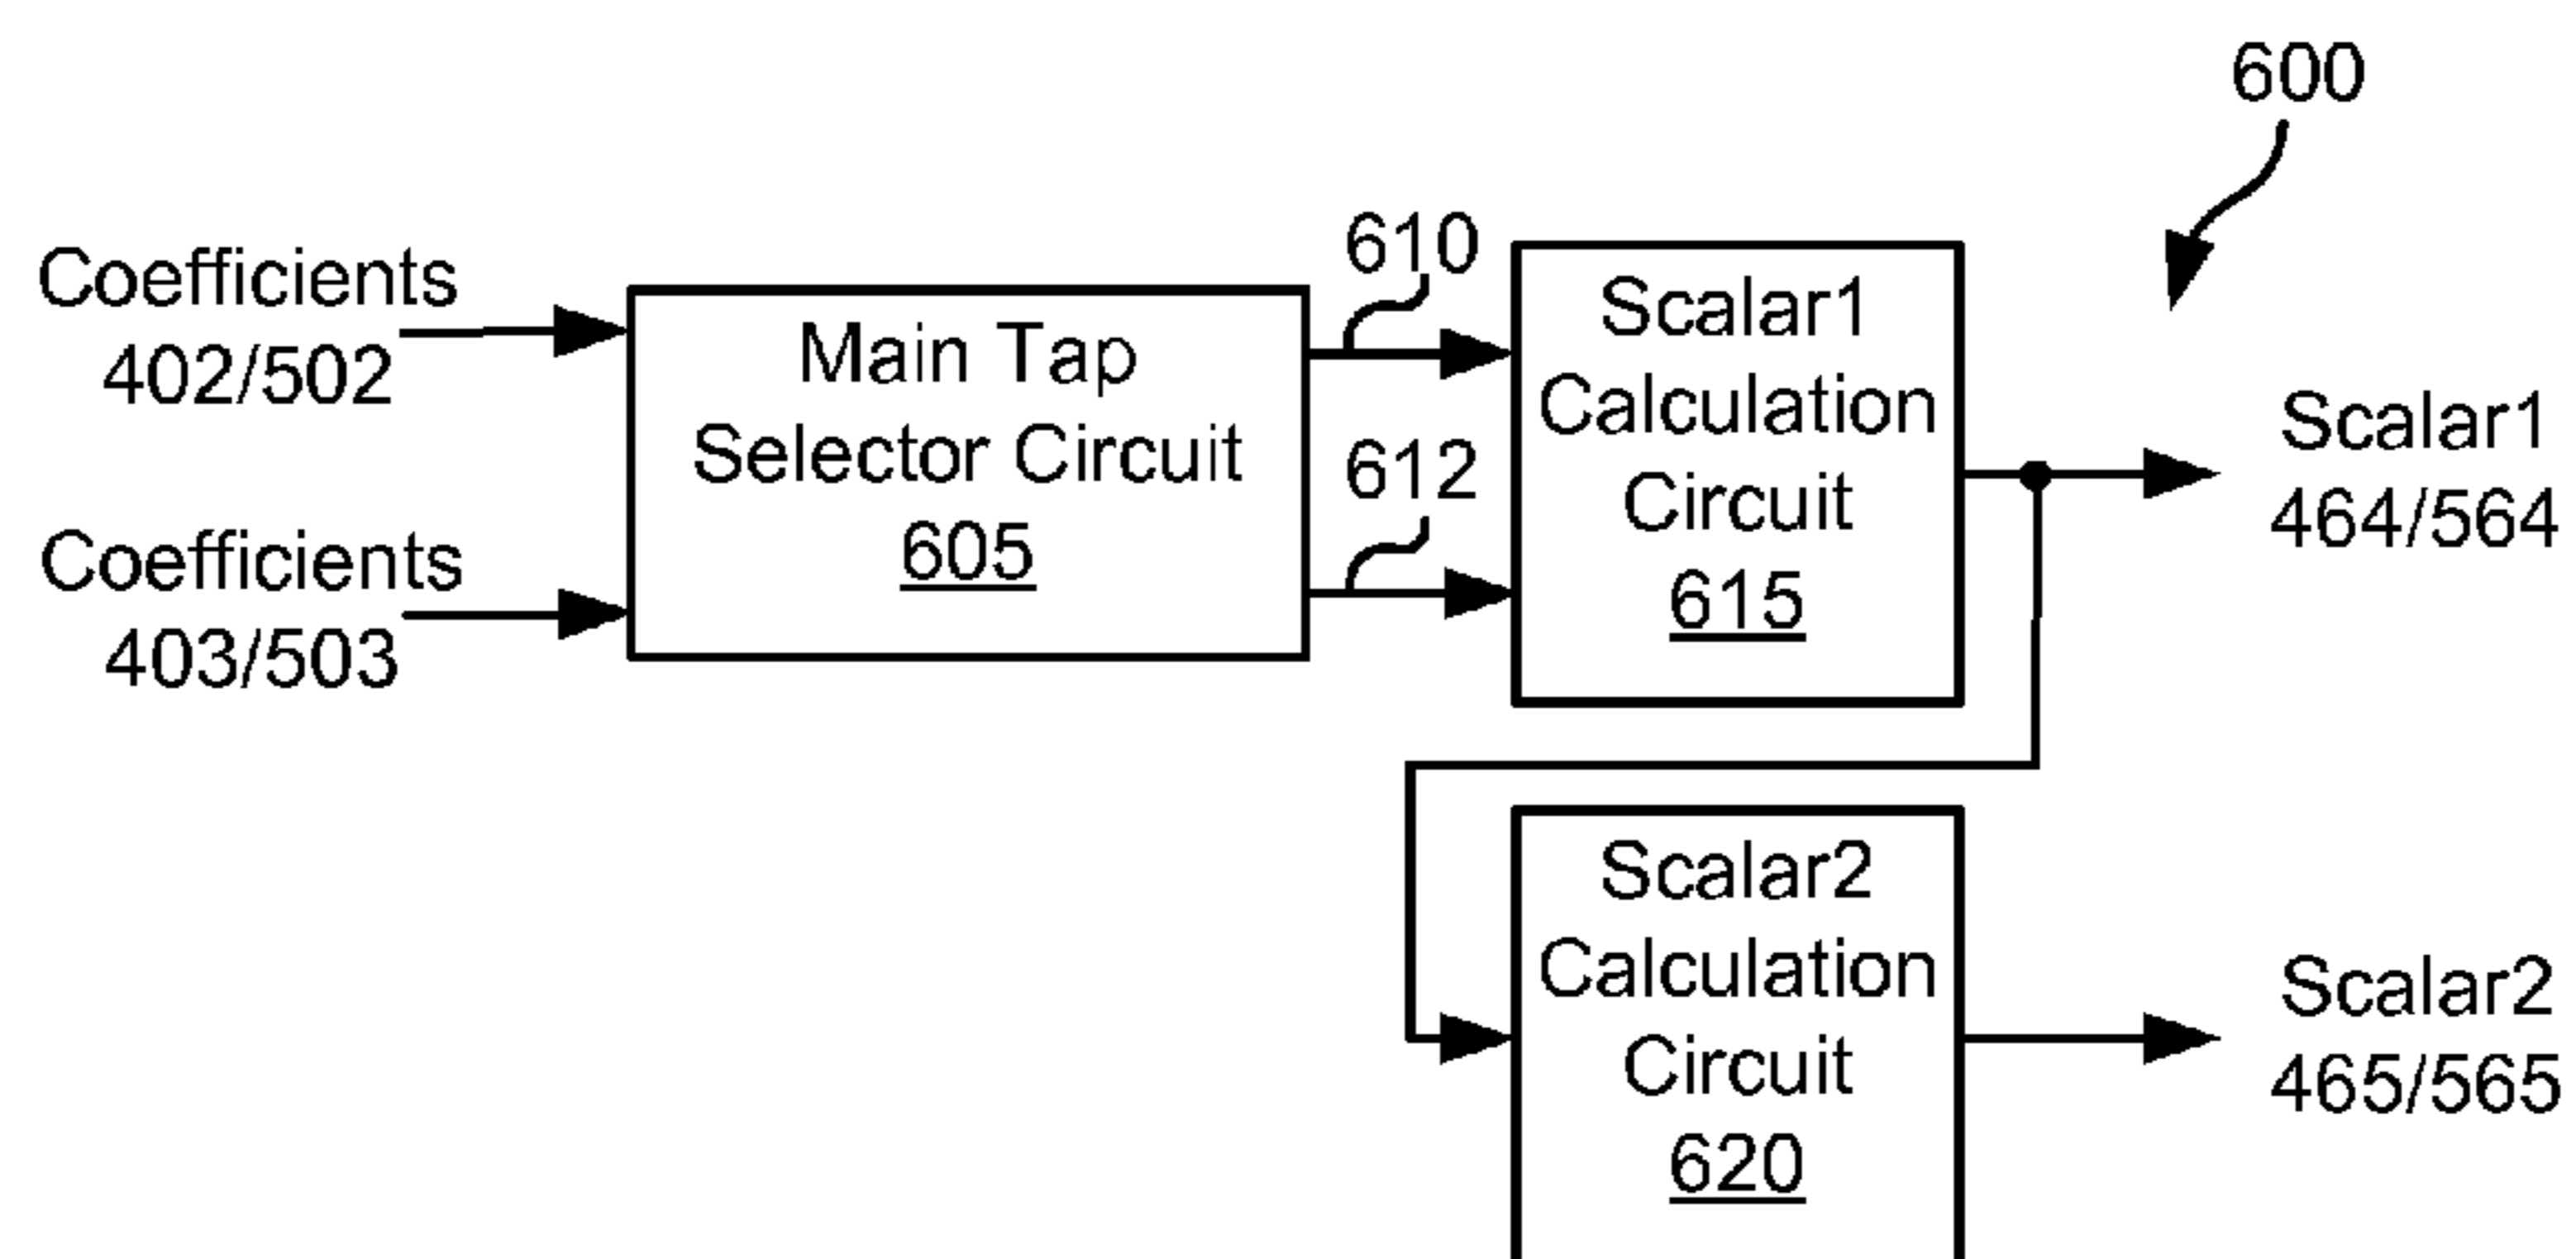 600
Coefficients
402/502
Coefficients
403/503
Main Tap
Selector Circuit
605
610
612
Scalar1
Calculation
Circuit
615
Scalar1
464/564
Scalar2
Calculation
Circuit
620
Scalar2
465/565